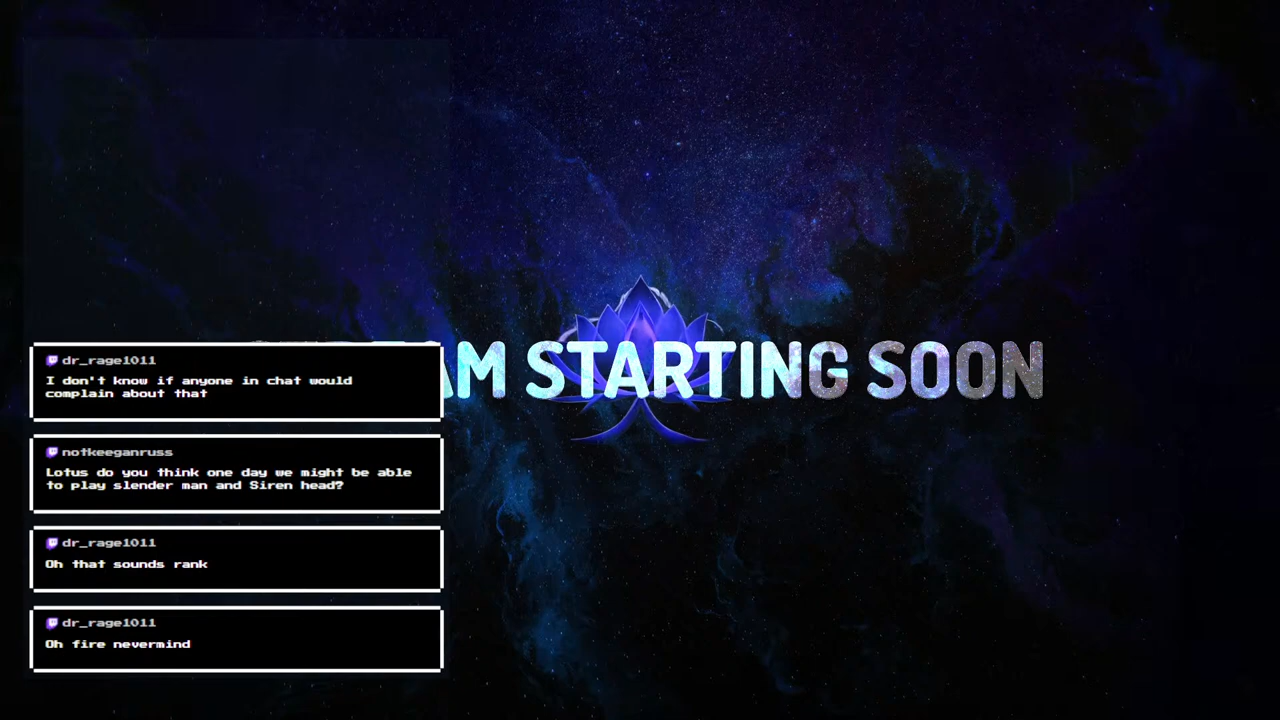 AM STARTING SOON
dr_rage1011
I don't know if anyone in chat would
complain about that
notkeeganruss
Lotus do you think one day we might be able
to play slender man and Siren head?
dr_rage1011
Oh that sounds rank
dr_rage1011
Oh fire nevermind